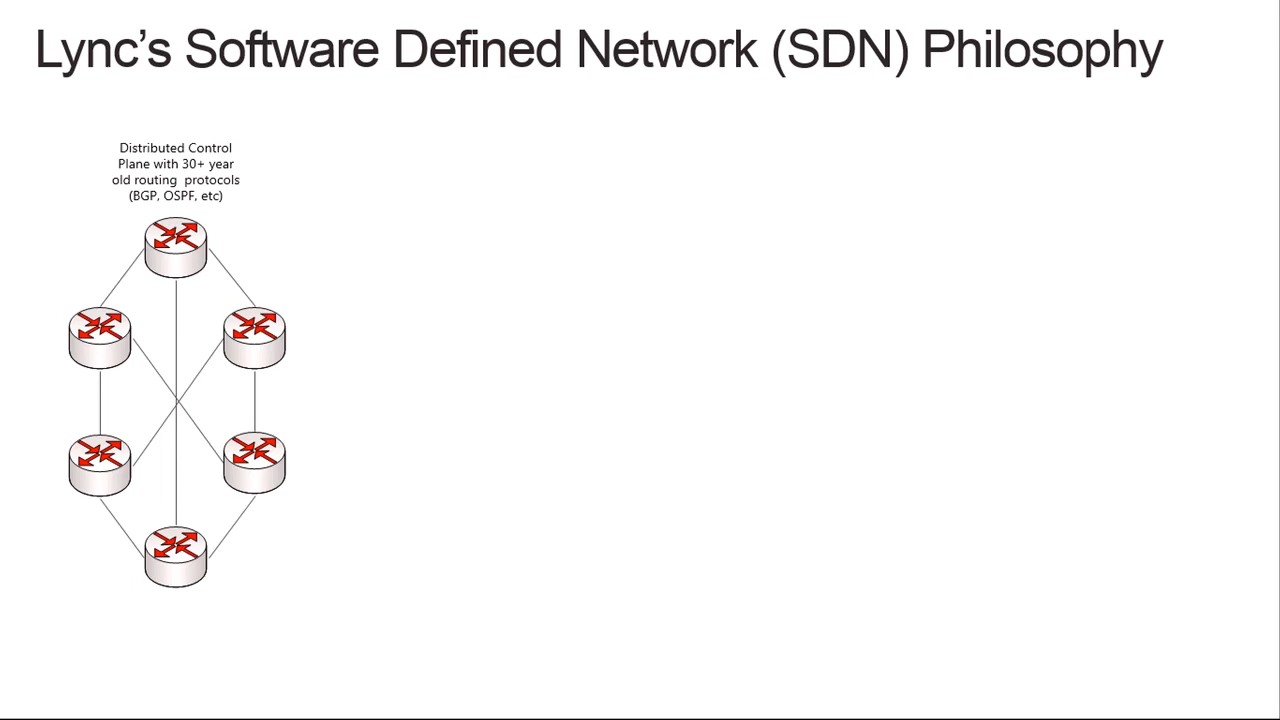 Lync’s Software Defined Network (SDN) Philosophy
Distributed Control
Plane with 30+ year
old routing protocols
(BGP, OSPF, etc)